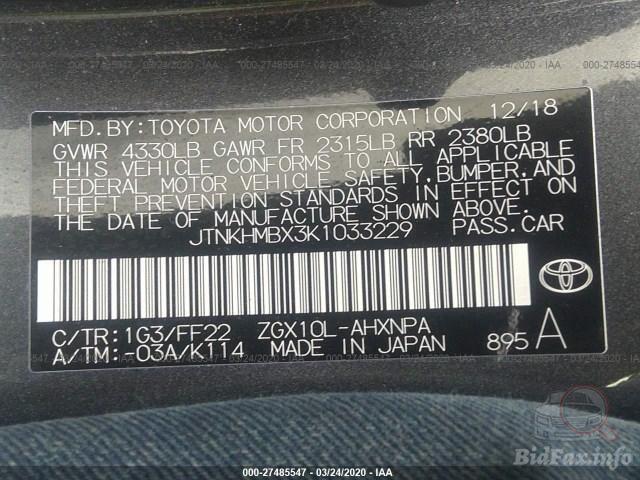 MFD. BY: TOYOTA MOTOR CORPORATION 12/18
GVWR 4330LB GAWR FR 2315LB RR 2380LB
THIS VEHICLE CONFORMS TO ALL APPLICABLE
FEDERAL MOTOR VEHICLE SAFETY, BUMPER, AND
THEFT PREVENTION STANDARDS IN EFFECT ON
THE DATE OF MANUFACTURE SHOWN ABOVE.
JTNKHMBX3K1033229 PASS.CAR
TOYOTA
C/TR:1G3/FF22 ZGX10L-AHXNPA
A/TM:-03A/K114 MADE IN JAPAN 895 A
000-27485547 — 03/24/2020 — IAA
BidFax.info